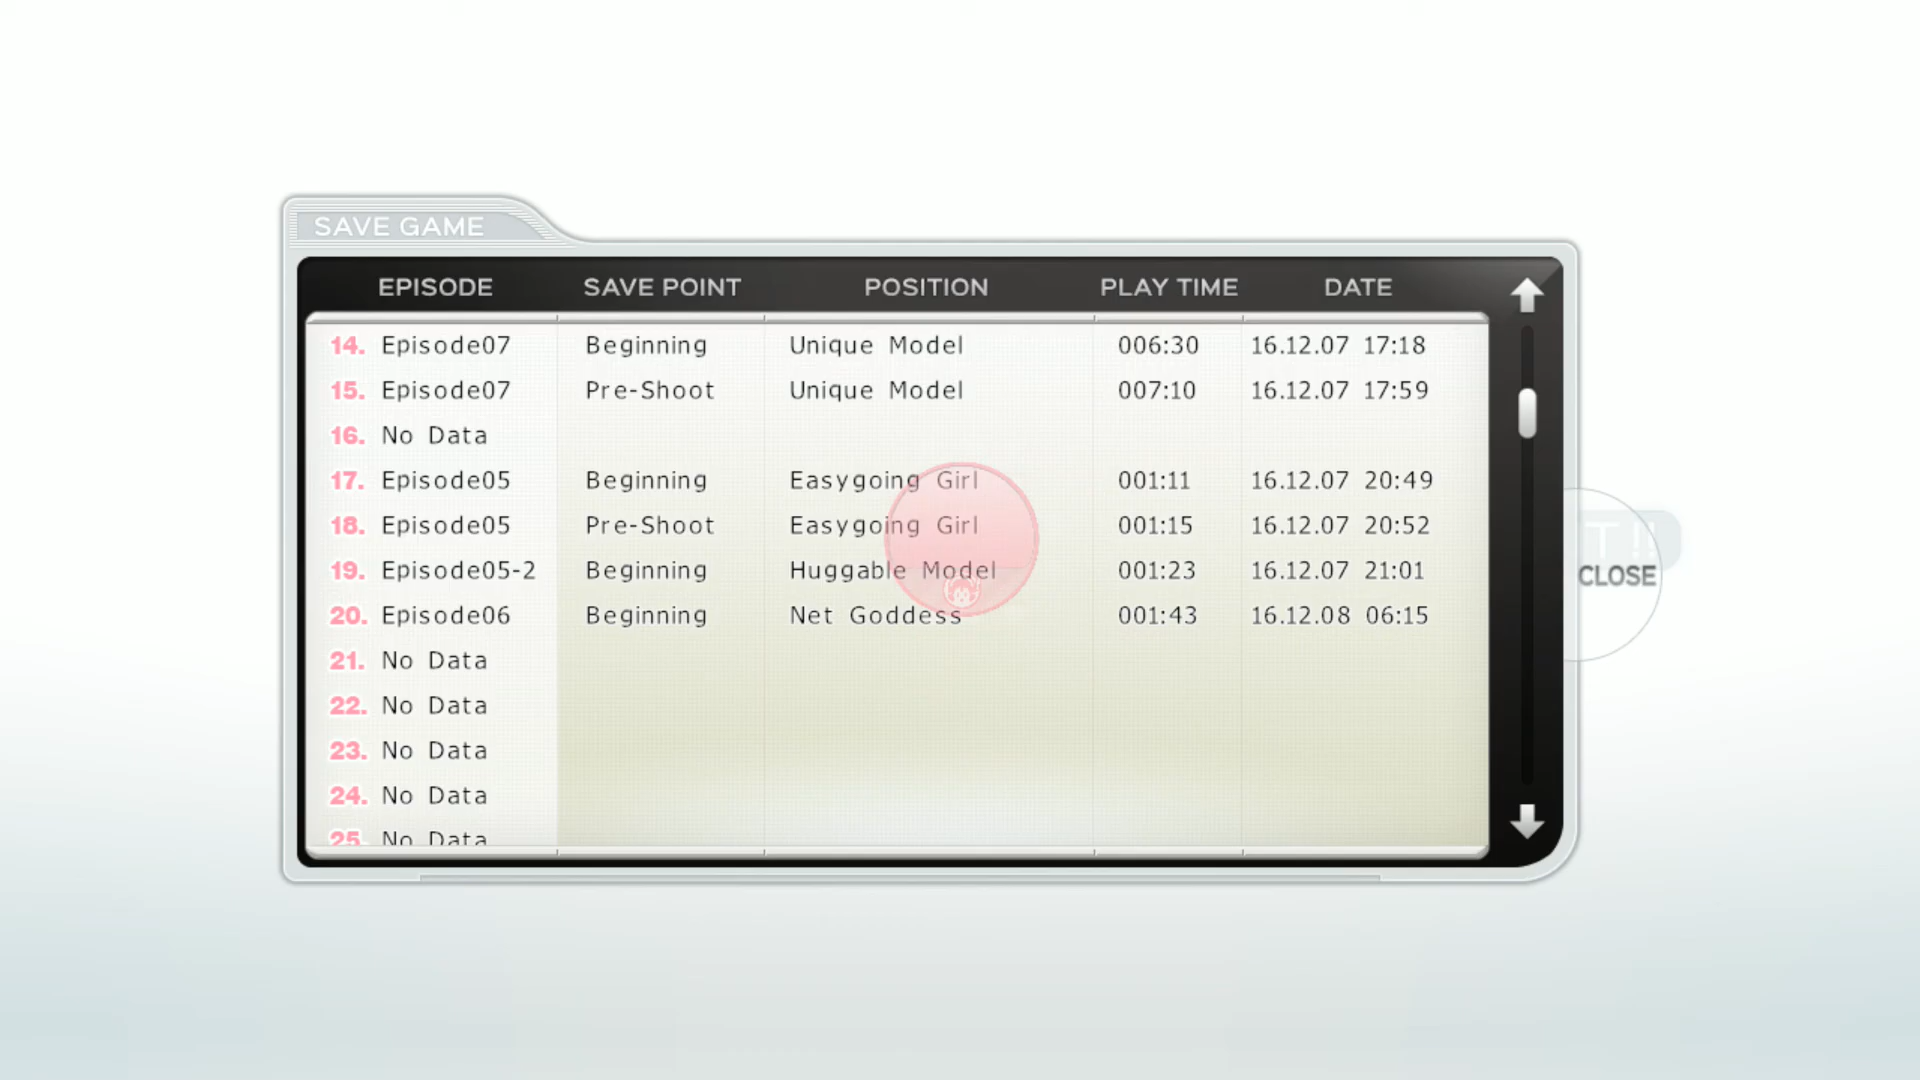 SAVE GAME
EPISODE SAVE POINT POSITION PLAY TIME DATE
14. Episode07 Beginning Unique Model 006:30 16.12.07 17:18
15. Episode07 Pre-Shoot Unique Model 007:10 16.12.07 17:59
16. No Data
17. Episode05 Beginning Easygoing Girl 001:11 16.12.07 20:49
18. Episode05 Pre-Shoot Easygoing Girl 001:15 16.12.07 20:52
19. Episode05-2 Beginning Huggable Model 001:23 16.12.07 21:01
20. Episode06 Beginning Net Goddess 001:43 16.12.08 06:15
21. No Data
22. No Data
23. No Data
24. No Data
25. No Data
T!!
CLOSE